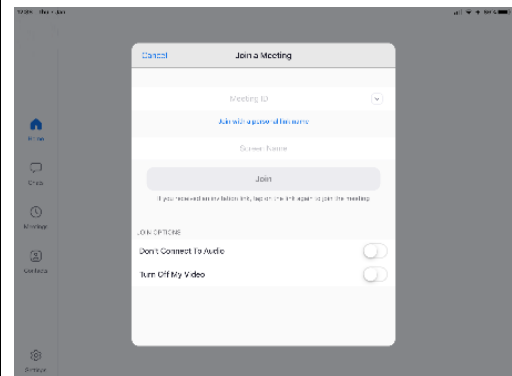 Cancel
Join a Meeting
Meeting ID
Join with a personal link name
Screen Name
Join
If you received an invitation link, tap on the link again to join the meeting
JOIN OPTIONS
Don't Connect To Audio
Turn Off My Video
Home
Chats
Meetings
Contacts
Settings